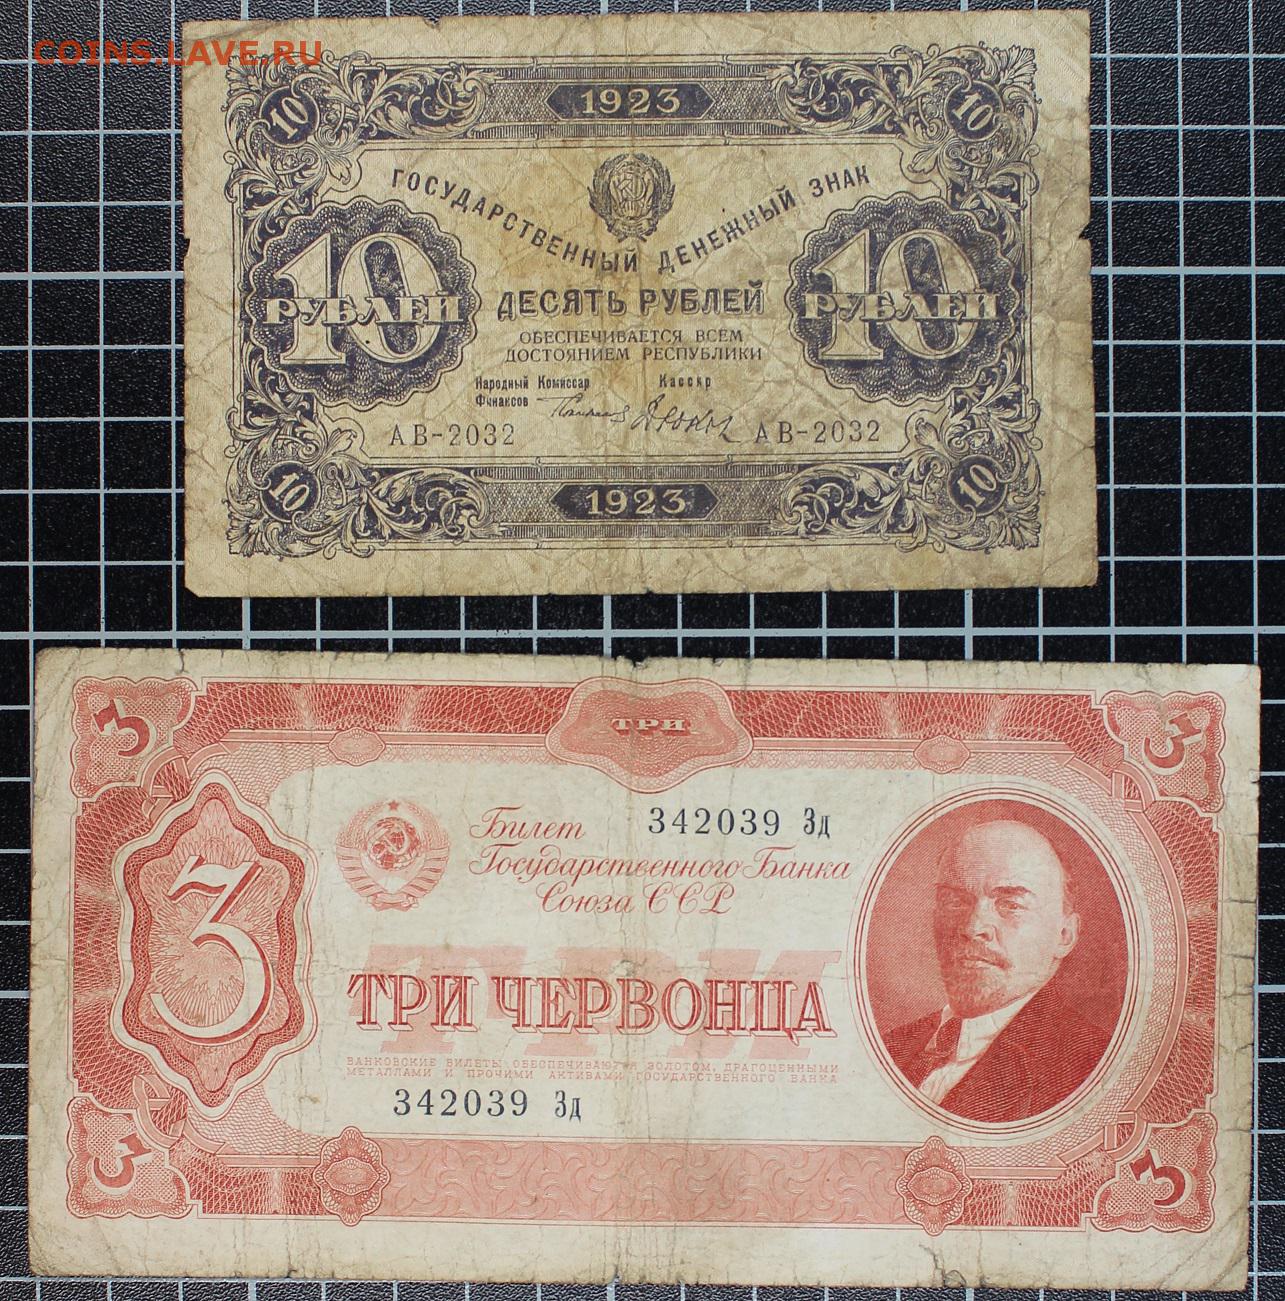 COINS.LAVE.RU
1923
10 10
ГОСУДАРСТВЕННЫЙ ДЕНЕЖНЫЙ ЗНАК
10 РУБЛЕЙ
ДЕСЯТЬ РУБЛЕЙ
10 РУБЛЕЙ
ОБЕСПЕЧИВАЕТСЯ ВСЕМ
ДОСТОЯНИЕМ РЕСПУБЛИКИ
Народный Комиссар
Финансов
Кассир
АВ-2032 АВ-2032
10 10
1923
3 ТРИ 3
Билет 342039 Зд
Государственного Банка
Союза ССР
3
ТРИ
ТРИ ЧЕРВОНЦА
БАНКОВСКИЕ БИЛЕТЫ ОБЕСПЕЧИВАЮТСЯ ЗОЛОТОМ, ДРАГОЦЕННЫМИ
МЕТАЛЛАМИ И ПРОЧИМИ АКТИВАМИ ГОСУДАРСТВЕННОГО БАНКА
342039 Зд
3 3